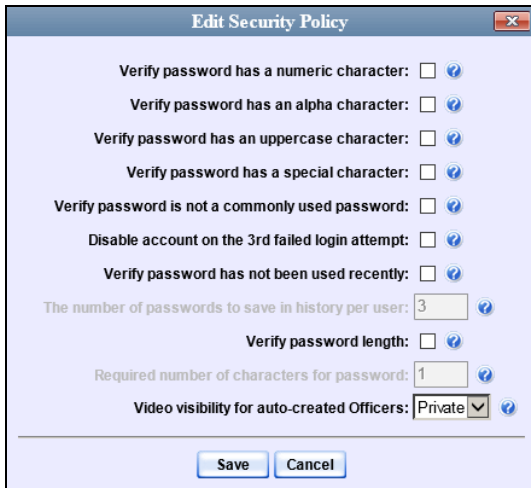 Edit Security Policy
Verify password has a numeric character:
Verify password has an alpha character:
Verify password has an uppercase character:
Verify password has a special character:
Verify password is not a commonly used password:
Disable account on the 3rd failed login attempt:
Verify password has not been used recently:
The number of passwords to save in history per user: 3
Verify password length:
Required number of characters for password: 1
Video visibility for auto-created Officers: Private
Save Cancel